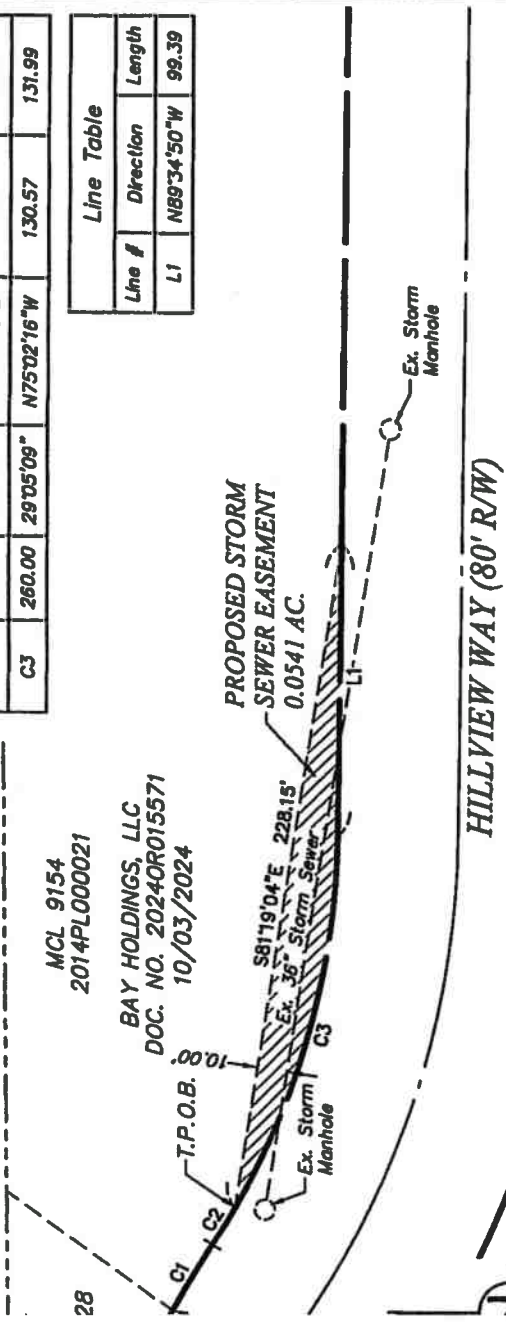 C3 260.00 29°05'09" N75°02'16"W 130.57 131.99
Line Table
Line # Direction Length
L1 N89°34'50"W 99.39
28
MCL 9154
2014PL000021
BAY HOLDINGS, LLC
DOC. NO. 2024OR015571
10/03/2024
T.P.O.B.
10.00'
C1
C2
C3
S81°19'04"E 228.15'
Ex. 36" Storm Sewer
PROPOSED STORM
SEWER EASEMENT
0.0541 AC.
L1
Ex. Storm
Manhole
Ex. Storm
Manhole
HILLVIEW WAY (80' R/W)